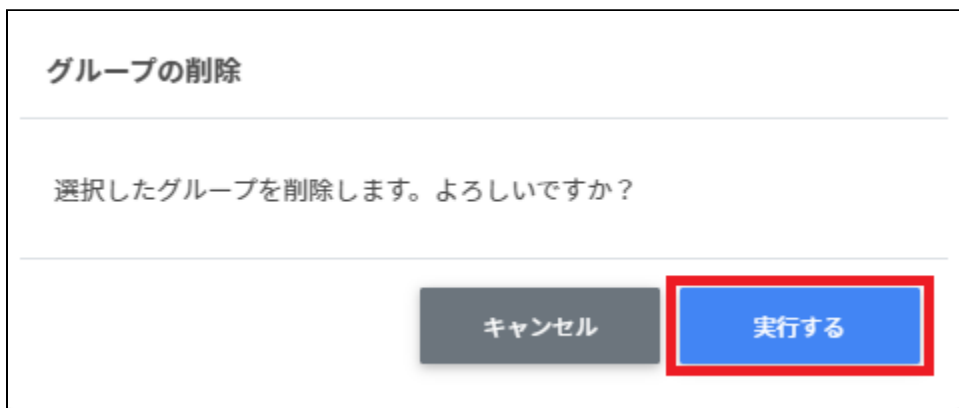 グループの削除
選択したグループを削除します。よろしいですか？
キャンセル 実行する